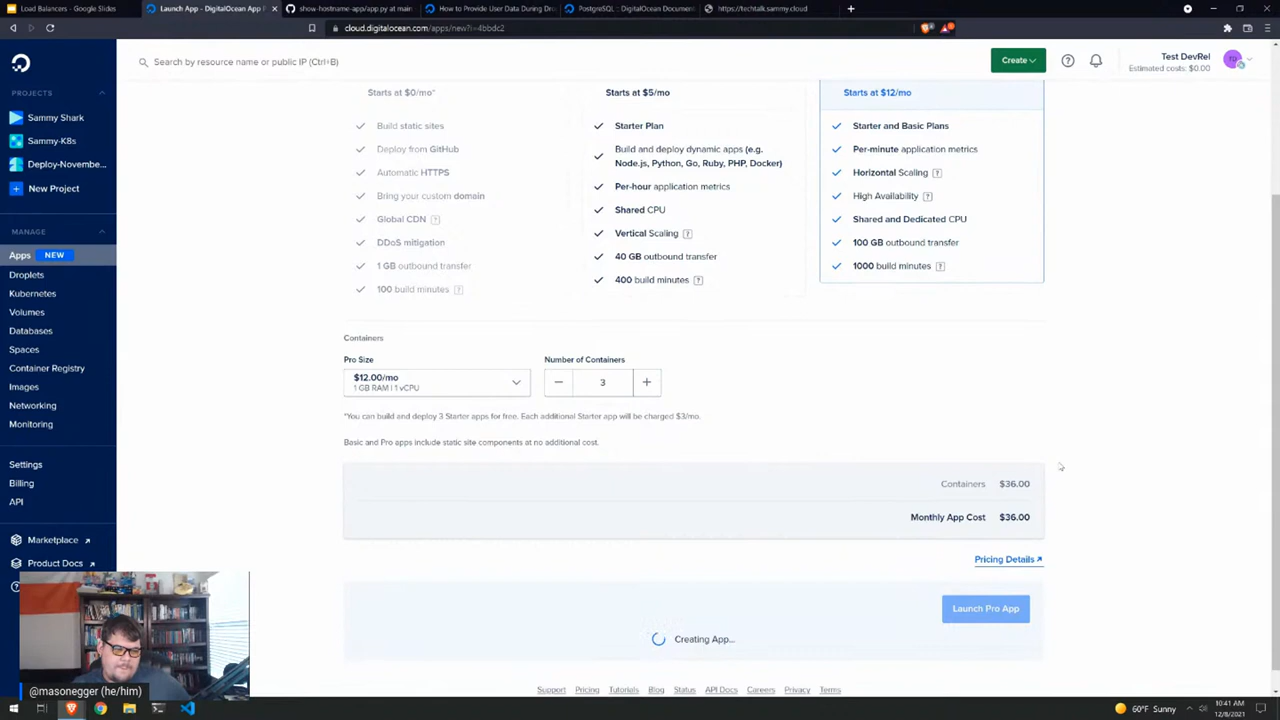 Load Balancers - Google Slides
Launch App - DigitalOcean App P
show-hostname-app/app.py at main
How to Provide User Data During Dro
PostgreSQL :: DigitalOcean Document
https://techtalk.sammy.cloud
cloud.digitalocean.com/apps/new?i=4bbdc2
Search by resource name or public IP (Ctrl+B)
Create
Test DevRel
Estimated costs: $0.00
PROJECTS
Sammy Shark
Sammy-K8s
Deploy-Novembe...
New Project
MANAGE
Apps NEW
Droplets
Kubernetes
Volumes
Databases
Spaces
Container Registry
Images
Networking
Monitoring
Settings
Billing
API
Marketplace
Product Docs
Starts at $0/mo*
Build static sites
Deploy from GitHub
Automatic HTTPS
Bring your custom domain
Global CDN ?
DDoS mitigation
1 GB outbound transfer
100 build minutes ?
Starts at $5/mo
Starter Plan
Build and deploy dynamic apps (e.g.
Node.js, Python, Go, Ruby, PHP, Docker)
Per-hour application metrics
Shared CPU
Vertical Scaling ?
40 GB outbound transfer
400 build minutes ?
Starts at $12/mo
Starter and Basic Plans
Per-minute application metrics
Horizontal Scaling ?
High Availability ?
Shared and Dedicated CPU
100 GB outbound transfer
1000 build minutes ?
Containers
Pro Size
$12.00/mo
1 GB RAM | 1 vCPU
Number of Containers
3
*You can build and deploy 3 Starter apps for free. Each additional Starter app will be charged $3/mo.
Basic and Pro apps include static site components at no additional cost.
Containers $36.00
Monthly App Cost $36.00
Pricing Details
Launch Pro App
Creating App...
Support Pricing Tutorials Blog Status API Docs Careers Privacy Terms
@masonegger (he/him)
60°F Sunny
10:41 AM
12/8/2021